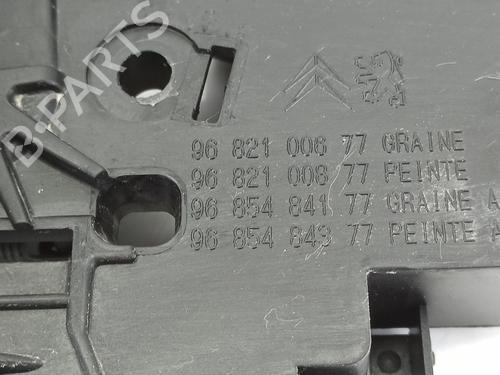 B-PARTS
96 821 006 77 GRAINE
96 821 008 77 PEINTE
96 854 841 77 GRAINE A
96 854 843 77 PEINTE A